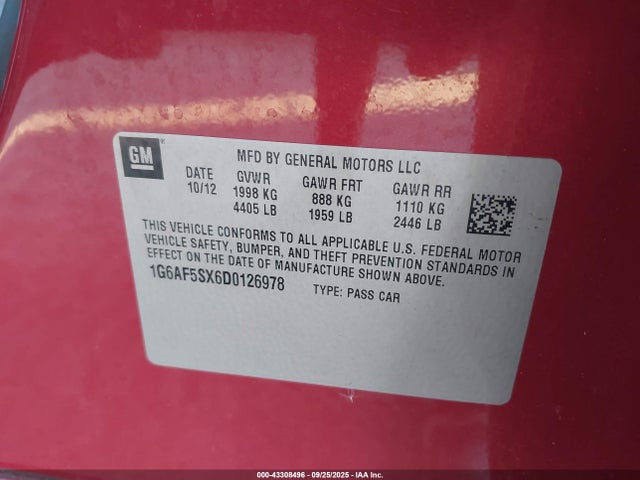 GM
MFD BY GENERAL MOTORS LLC
DATE GVWR GAWR FRT GAWR RR
10/12 1998 KG 888 KG 1110 KG
4405 LB 1959 LB 2446 LB
THIS VEHICLE CONFORMS TO ALL APPLICABLE U.S. FEDERAL MOTOR
VEHICLE SAFETY, BUMPER, AND THEFT PREVENTION STANDARDS IN
EFFECT ON THE DATE OF MANUFACTURE SHOWN ABOVE.
1G6AF5SX6D0126978 TYPE: PASS CAR
000-43308496 - 09/25/2025 - IAA Inc.